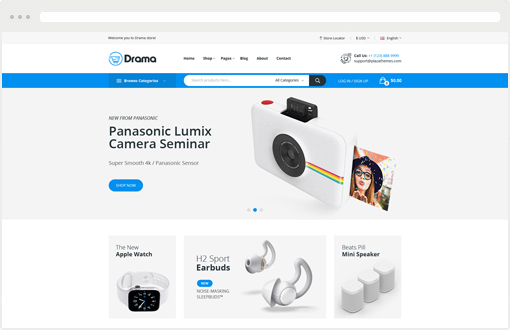 Welcome you to Drama store!
Store Locator
$ USD
English
Drama
Home
Shop
Pages
Blog
About
Contact
Call Us: +1 (123) 888 9999
support@plazathemes.com
Browse Categories
Search products here...
All Categories
LOG IN / SIGN UP
0
$0.00
NEW FROM PANASONIC
Panasonic Lumix
Camera Seminar
Super Smooth 4k / Panasonic Sensor
SHOP NOW
The New
Apple Watch
H2 Sport
Earbuds
NEW
NOISE-MASKING
SLEEPBUDS™
Beats Pill
Mini Speaker